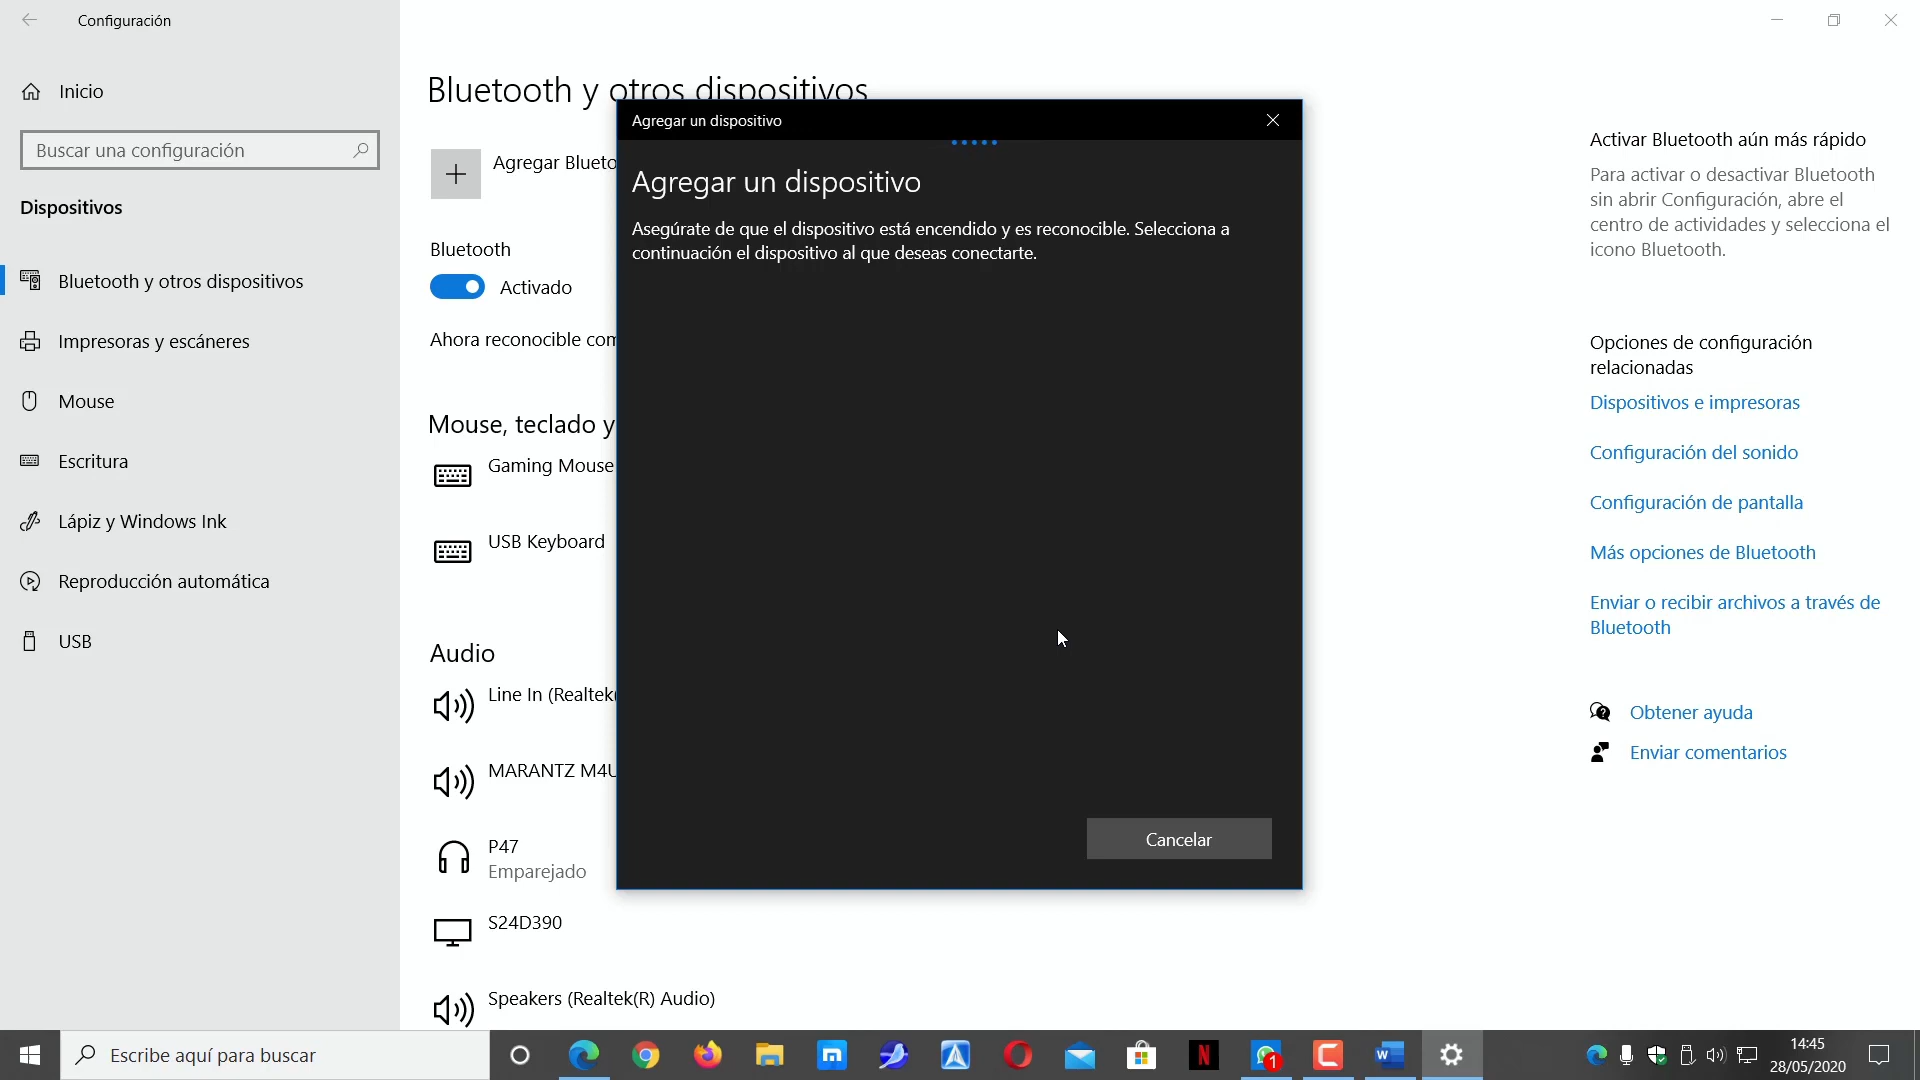 Configuración
Inicio
Buscar una configuración
Dispositivos
Bluetooth y otros dispositivos
Impresoras y escáneres
Mouse
Escritura
Lápiz y Windows Ink
Reproducción automática
USB
Bluetooth y otros dispositivos
Agregar Blueto
Bluetooth
Activado
Ahora reconocible com
Mouse, teclado y
Gaming Mouse
USB Keyboard
Audio
Line In (Realtek(
MARANTZ M4U
P47
Emparejado
S24D390
Speakers (Realtek(R) Audio)
Agregar un dispositivo
Agregar un dispositivo
Asegúrate de que el dispositivo está encendido y es reconocible. Selecciona a
continuación el dispositivo al que deseas conectarte.
Cancelar
Activar Bluetooth aún más rápido
Para activar o desactivar Bluetooth
sin abrir Configuración, abre el
centro de actividades y selecciona el
icono Bluetooth.
Opciones de configuración
relacionadas
Dispositivos e impresoras
Configuración del sonido
Configuración de pantalla
Más opciones de Bluetooth
Enviar o recibir archivos a través de
Bluetooth
Obtener ayuda
Enviar comentarios
Escribe aquí para buscar
1
14:45
28/05/2020